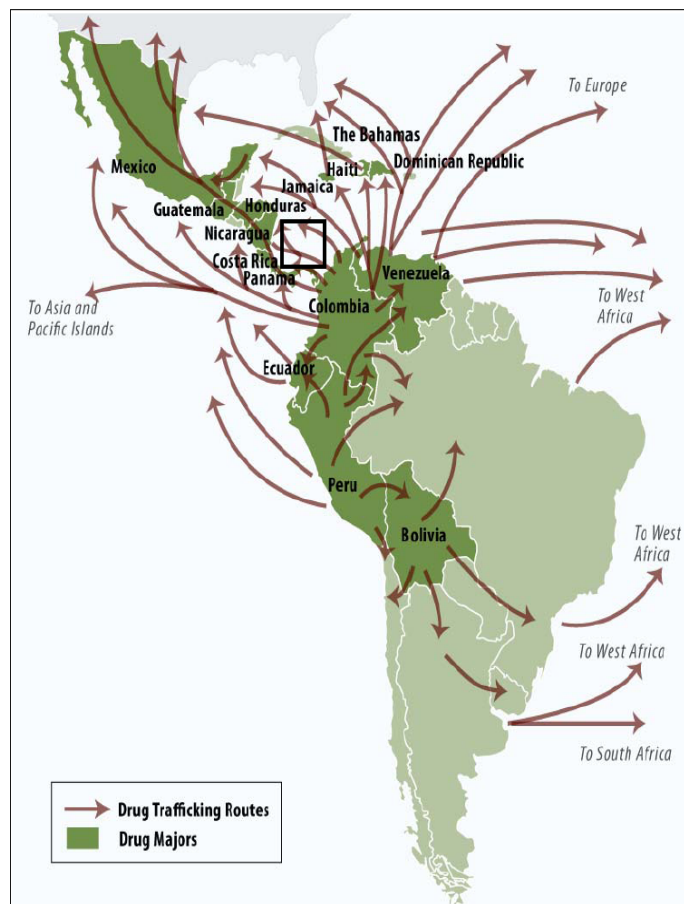 To Europe
The Bahamas
Dominican Republic
Haiti
Mexico
Jamaica
Guatemala
Honduras
Nicaragua
Costa Rica
Panama
Venezuela
Colombia
To West
Africa
To Asia and
Pacific Islands
Ecuador
Peru
Bolivia
To West
Africa
To West Africa
To South Africa
Drug Trafficking Routes
Drug Majors